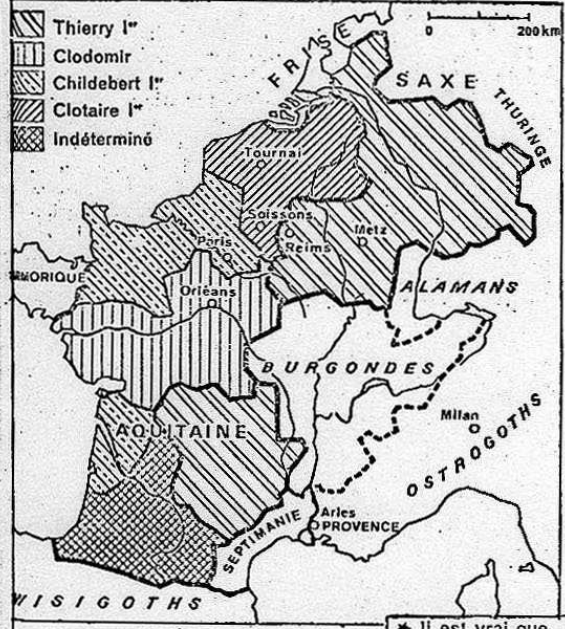 Thierry Iᵉʳ
Clodomir
Childebert Iᵉʳ
Clotaire Iᵉʳ
Indéterminé
0 200 km
FRISE
SAXE
THURINGE
Tournai
Soissons
Reims
Metz
Paris
MORIQUE
Orléans
ALAMANS
BURGONDES
AQUITAINE
Milan
OSTROGOTHS
SEPTIMANIE
Arles
PROVENCE
WISIGOTHS
* Il est vrai que